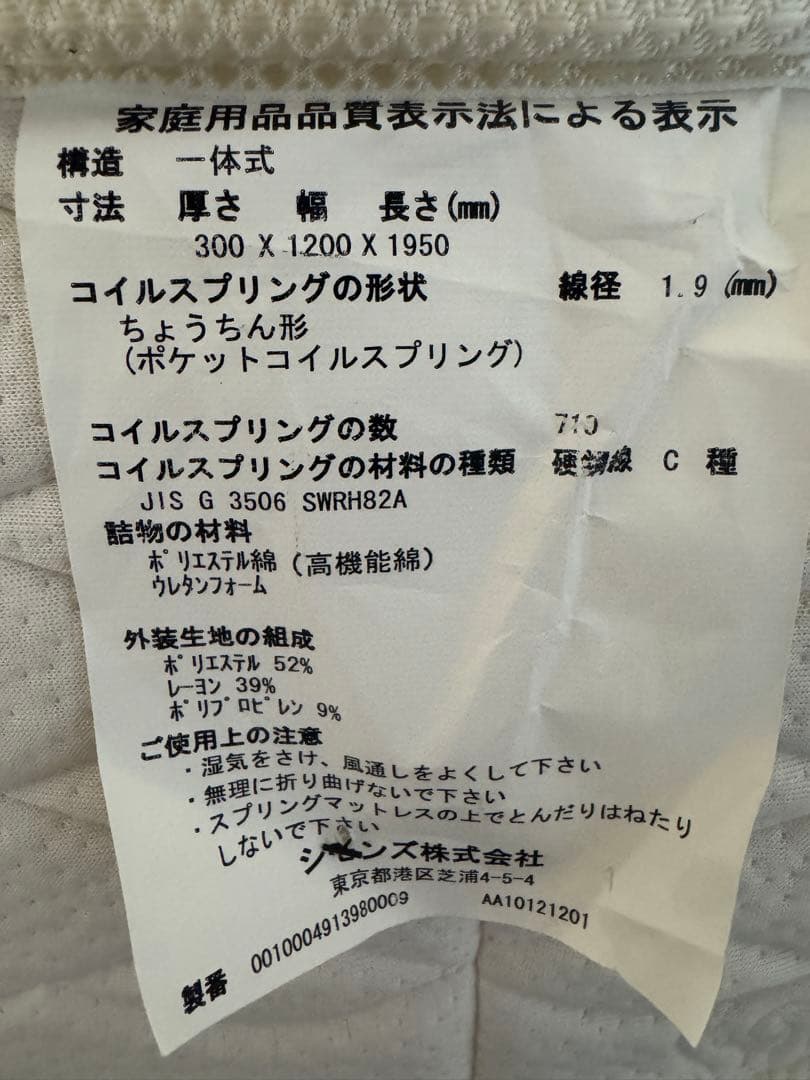 家庭用品品質表示法による表示
構造 一体式
寸法 厚さ 幅 長さ(mm)
300 X 1200 X 1950
コイルスプリングの形状 線径 1.9 (mm)
ちょうちん形
(ポケットコイルスプリング)
コイルスプリングの数
コイルスプリングの材料の種類 硬鋼線 C 種
JIS G 3506 SWRH82A
詰物の材料
ﾎﾟﾘｴｽﾃﾙ綿 (高機能綿)
ｳﾚﾀﾝﾌｫｰﾑ
外装生地の組成
ﾎﾟﾘｴｽﾃﾙ 52%
ﾚｰﾖﾝ 39%
ﾎﾟﾘﾌﾟﾛﾋﾟﾚﾝ 9%
ご使用上の注意
・湿気をさけ、風通しをよくして下さい
・無理に折り曲げないで下さい
・スプリングマットレスの上でとんだりはねたり
しないで下さい
シモンズ株式会社
東京都港区芝浦4-5-4
製番 0010004913980009 AA10121201